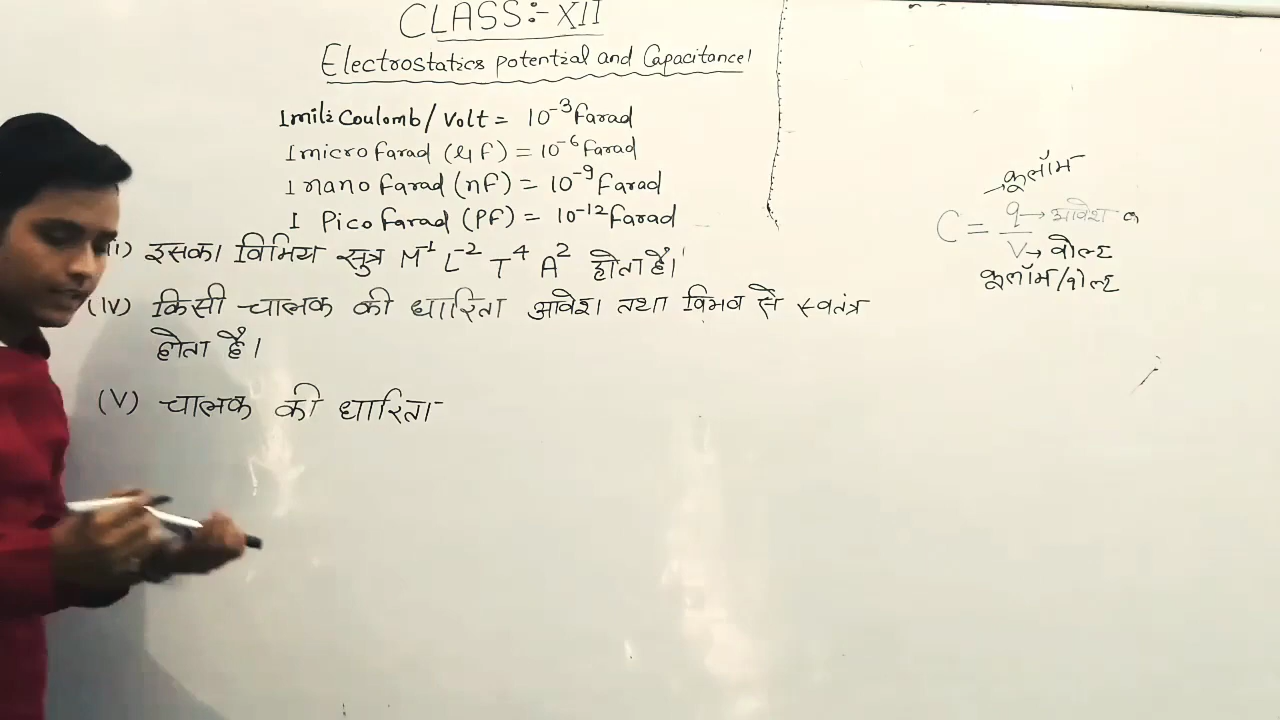 CLASS:- XII
Electrostatics potential and Capacitance
1 mili Coulomb / Volt = 10⁻³ farad
1 micro farad (μf) = 10⁻⁶ farad
1 nano farad (nf) = 10⁻⁹ farad
1 Pico farad (Pf) = 10⁻¹² farad
इसका विमिय सुत्र M⁻¹ L⁻² T⁴ A² होता है।
(iv) किसी चालक की धारिता आवेश तथा विभव से स्वतंत्र
होता है।
(V) चालक की धारिता
→ कूलॉम
C = q → आवेश
V → वोल्ट
कूलॉम/वोल्ट